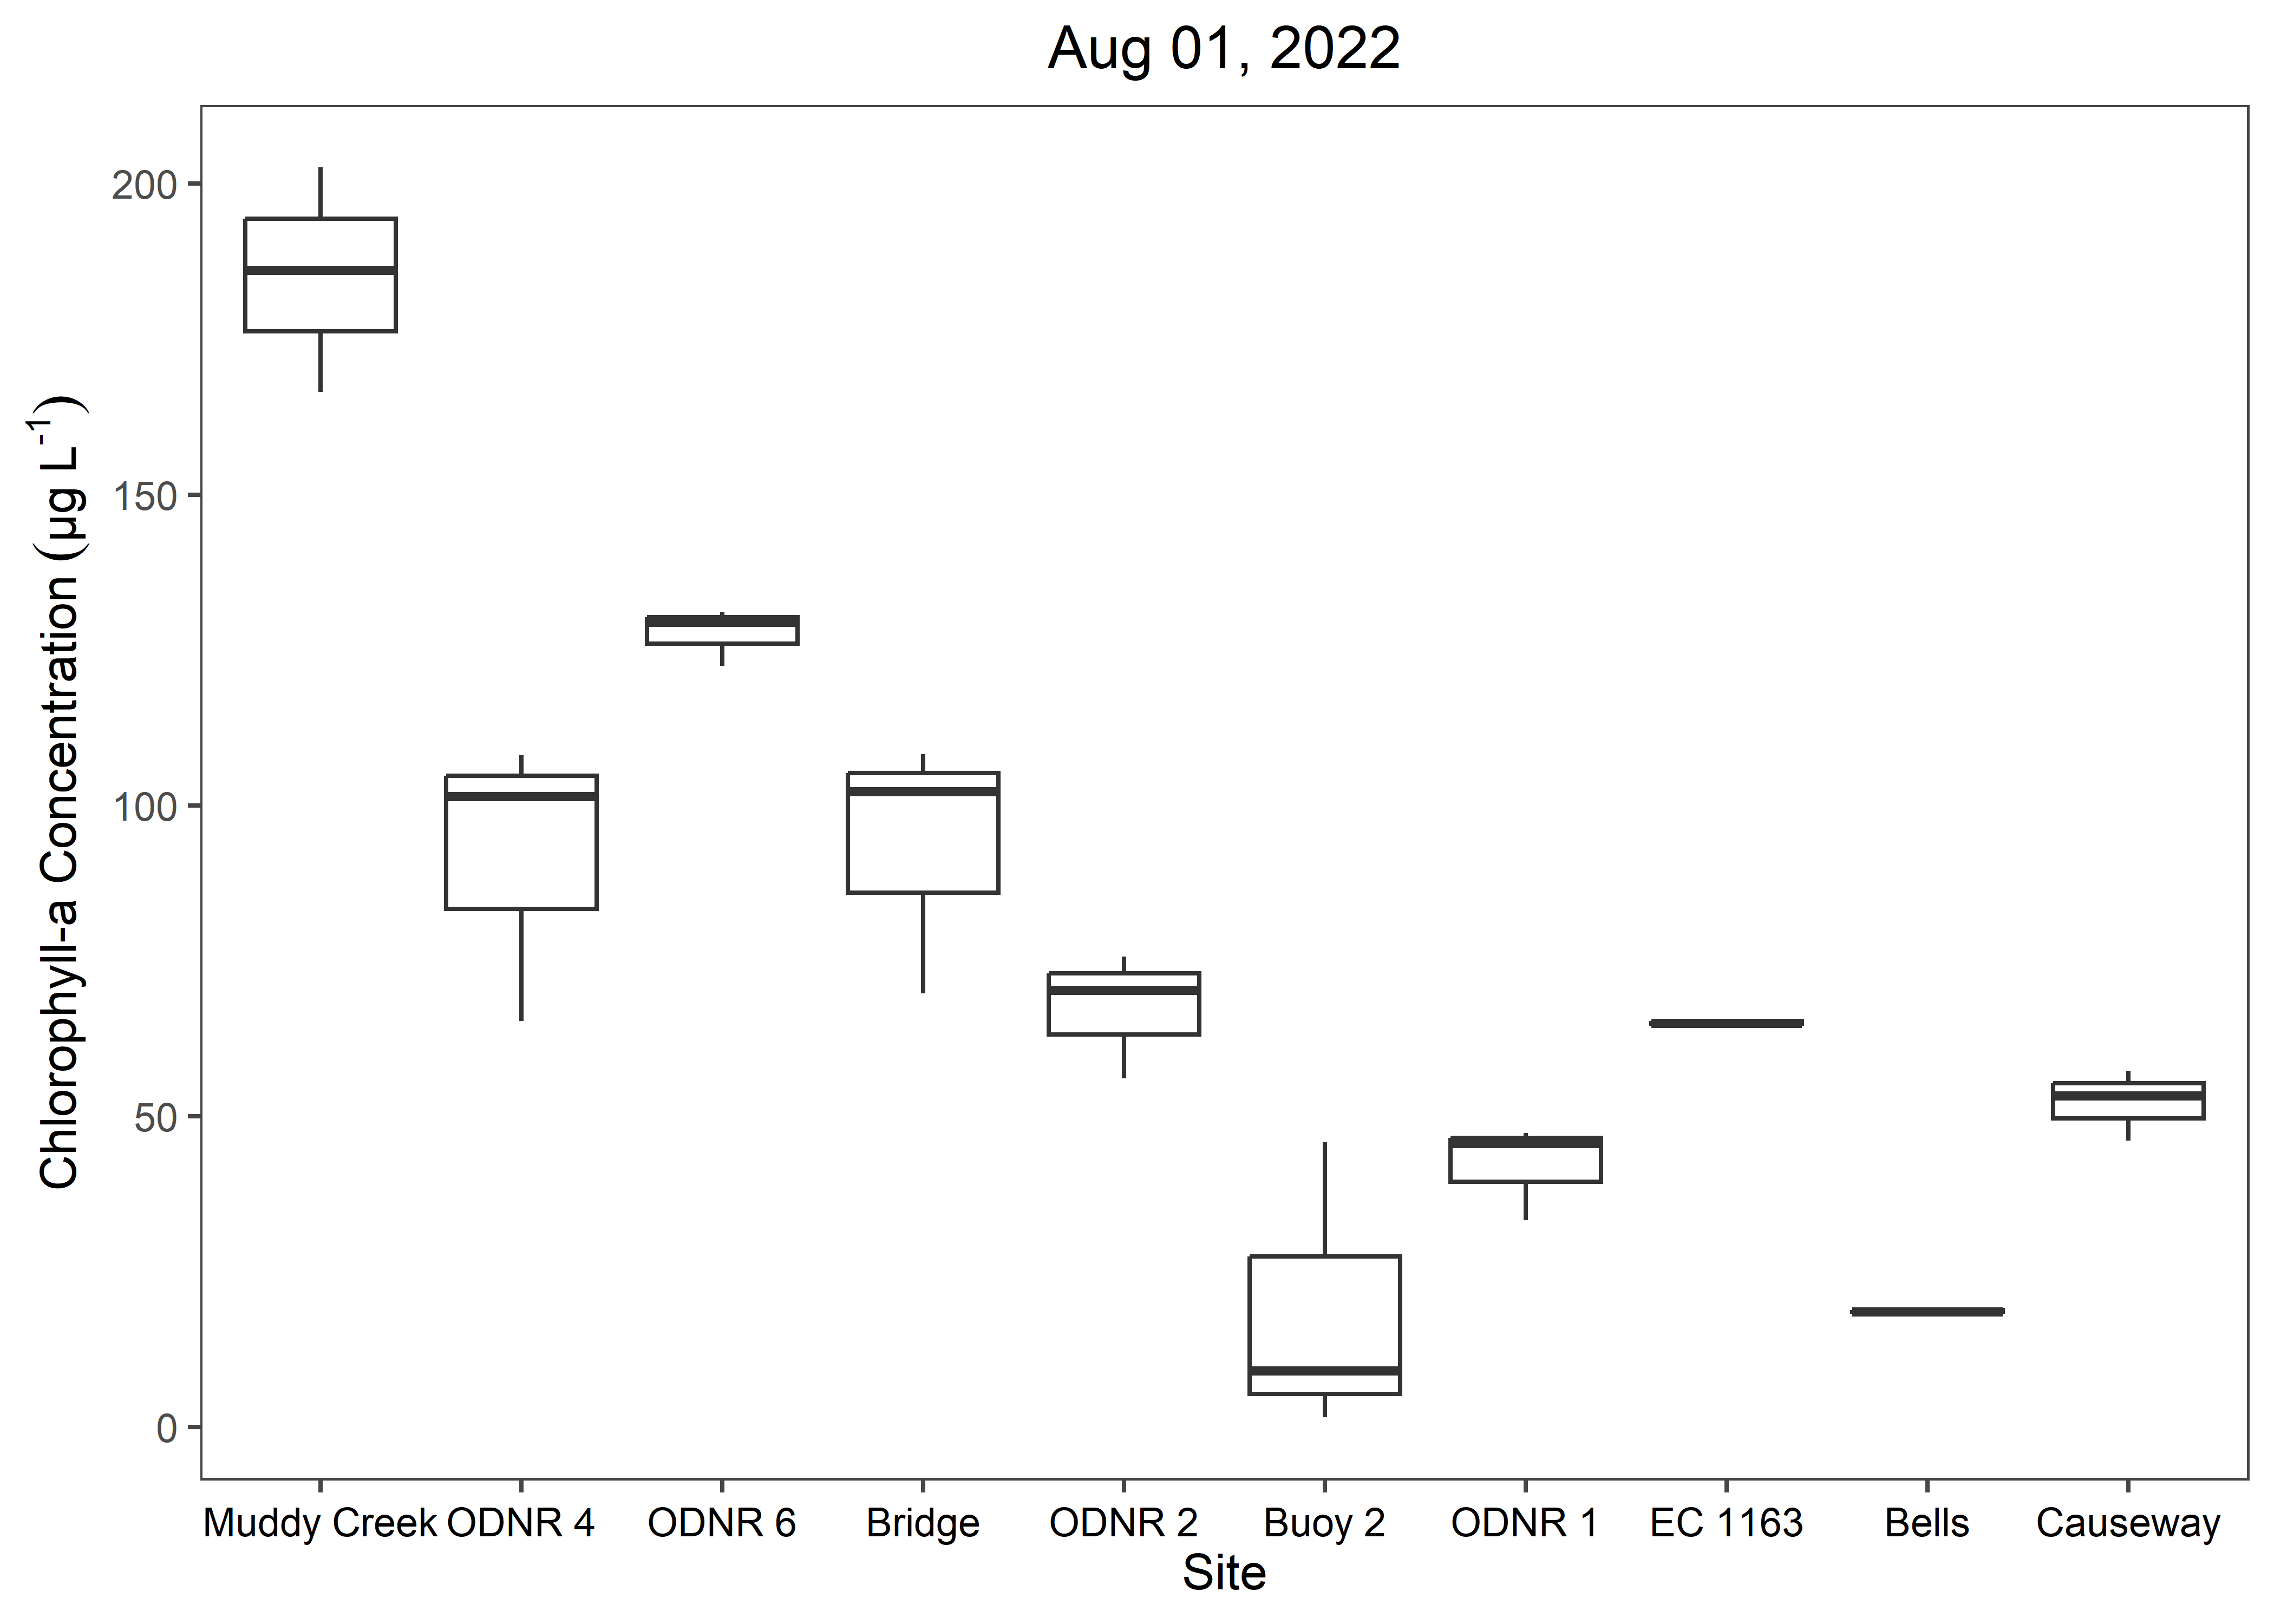 Aug 01, 2022
Chlorophyll-a Concentration (µg L⁻¹)
200
150
100
50
0
Muddy Creek ODNR 4 ODNR 6 Bridge ODNR 2 Buoy 2 ODNR 1 EC 1163 Bells Causeway
Site